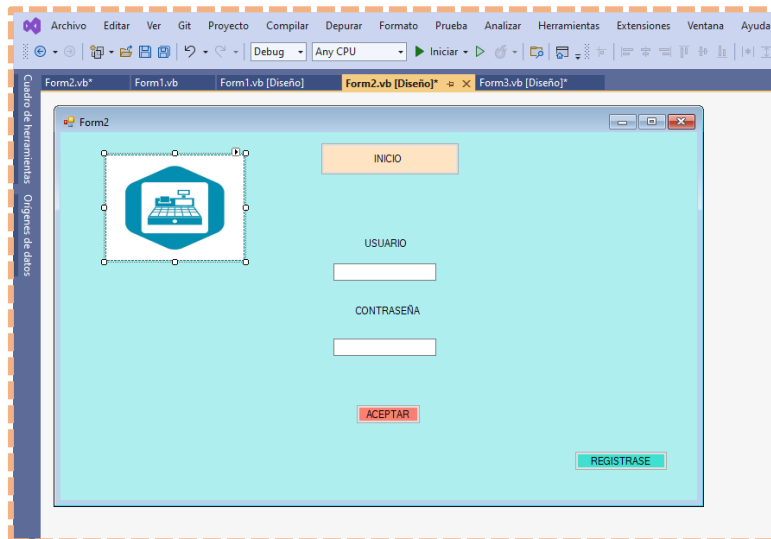 Archivo Editar Ver Git Proyecto Compilar Depurar Formato Prueba Analizar Herramientas Extensiones Ventana Ayuda
Debug Any CPU Iniciar
Form2.vb* Form1.vb Form1.vb [Diseño] Form2.vb [Diseño]* Form3.vb [Diseño]*
Cuadro de herramientas
Orígenes de datos
Form2
INICIO
USUARIO
CONTRASEÑA
ACEPTAR
REGISTRASE